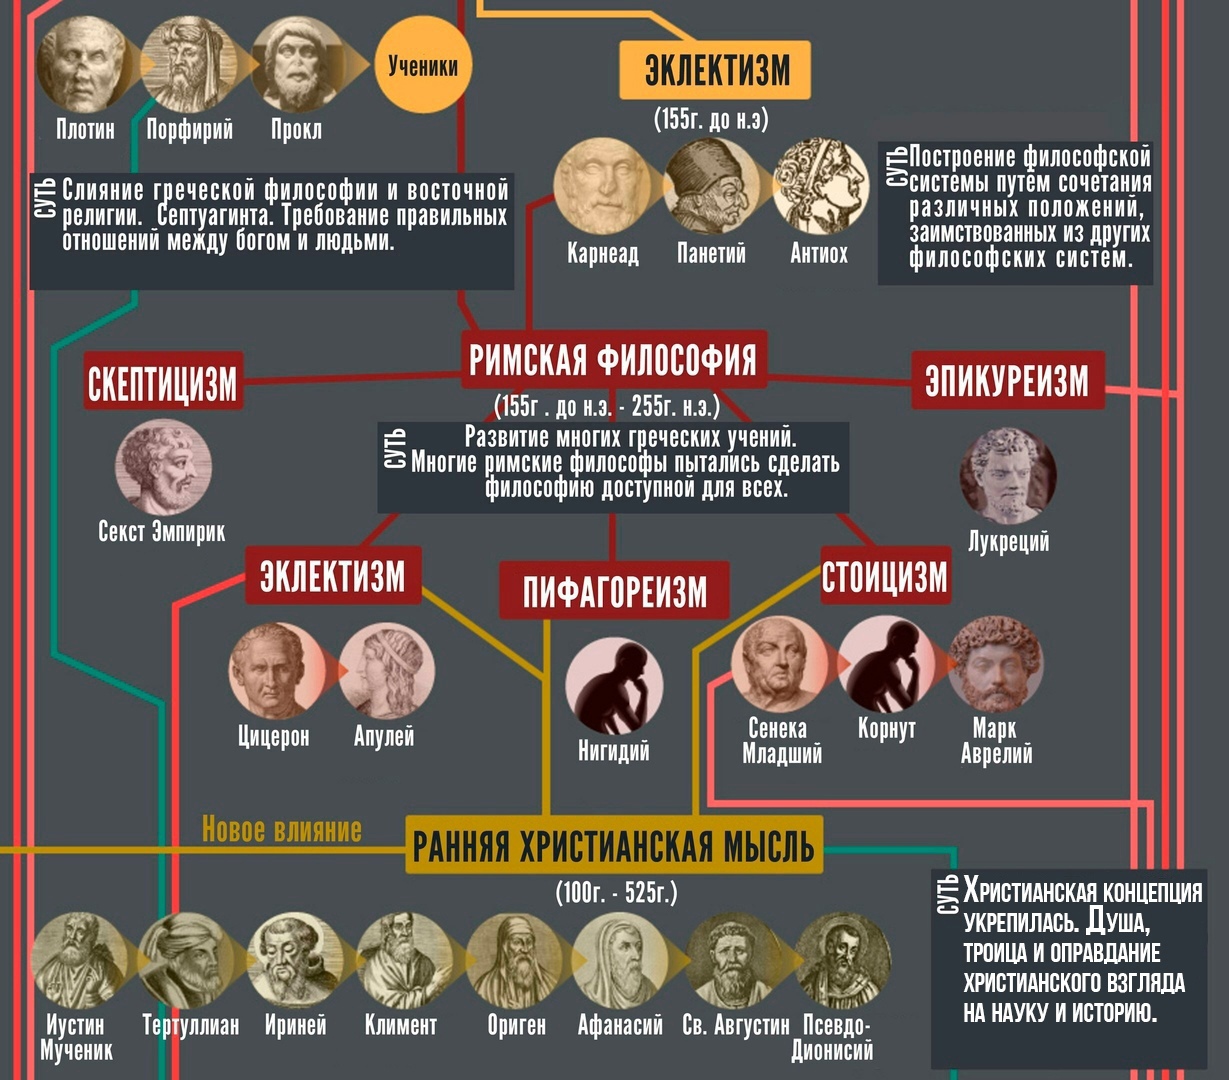 Плотин
Порфирий
Прокл
Ученики
ЭКЛЕКТИЗМ
(155г. до н.э)
Карнеад
Панетий
Антиох
СУТЬ
Построение философской
системы путём сочетания
различных положений,
заимствованных из других
философских систем.
СУТЬ
Слияние греческой философии и восточной
религии. Септуагинта. Требование правильных
отношений между богом и людьми.
РИМСКАЯ ФИЛОСОФИЯ
(155г . до н.э. - 255г. н.э.)
СУТЬ
Развитие многих греческих учений.
Многие римские философы пытались сделать
философию доступной для всех.
СКЕПТИЦИЗМ
Секст Эмпирик
ЭПИКУРЕИЗМ
Лукреций
ЭКЛЕКТИЗМ
Цицерон
Апулей
ПИФАГОРЕИЗМ
Нигидий
СТОИЦИЗМ
Сенека
Младший
Корнут
Марк
Аврелий
Новое влияние
РАННЯЯ ХРИСТИАНСКАЯ МЫСЛЬ
(100г. - 525г.)
Иустин
Мученик
Тертуллиан
Ириней
Климент
Ориген
Афанасий
Св. Августин
Псевдо-
Дионисий
СУТЬ
Христианская концепция
укрепилась. Душа,
троица и оправдание
христианского взгляда
на науку и историю.